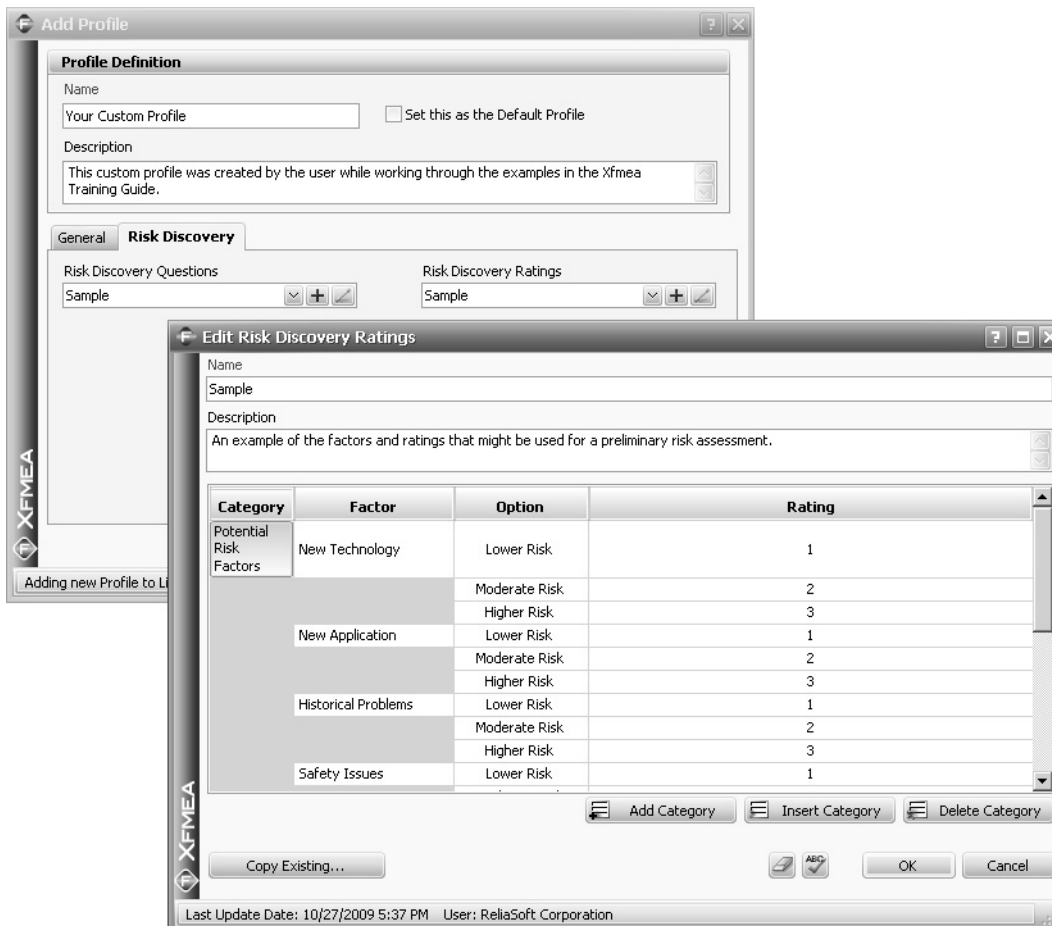 Add Profile
Profile Definition
Name
Your Custom Profile
Set this as the Default Profile
Description
This custom profile was created by the user while working through the examples in the Xfmea
Training Guide.
General Risk Discovery
Risk Discovery Questions Risk Discovery Ratings
Sample Sample
XFMEA
Adding new Profile to Li
Edit Risk Discovery Ratings
Name
Sample
Description
An example of the factors and ratings that might be used for a preliminary risk assessment.
Category Factor Option Rating
Potential
Risk
Factors
New Technology Lower Risk 1
Moderate Risk 2
Higher Risk 3
New Application Lower Risk 1
Moderate Risk 2
Higher Risk 3
Historical Problems Lower Risk 1
Moderate Risk 2
Higher Risk 3
Safety Issues Lower Risk 1
Add Category Insert Category Delete Category
XFMEA
Copy Existing... ABC OK Cancel
Last Update Date: 10/27/2009 5:37 PM User: ReliaSoft Corporation